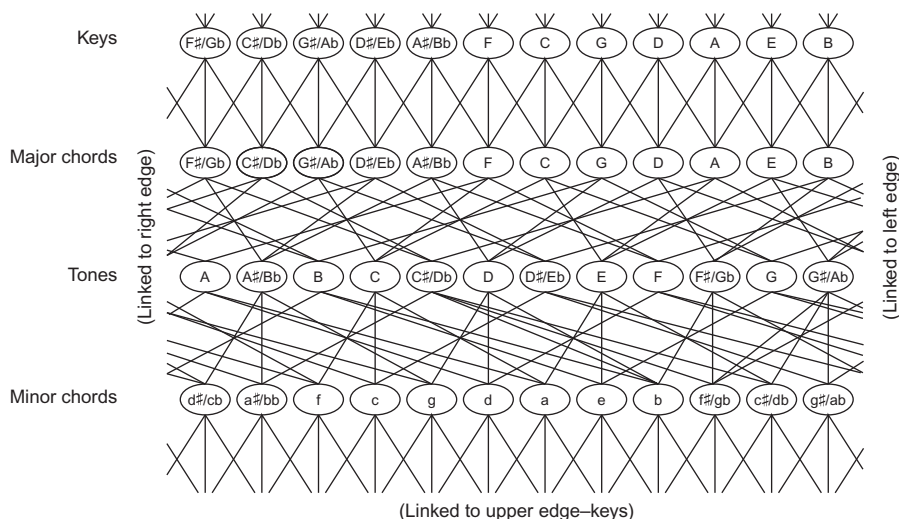 Keys F♯/Gb C♯/Db G♯/Ab D♯/Eb A♯/Bb F C G D A E B
Major chords F♯/Gb C♯/Db G♯/Ab D♯/Eb A♯/Bb F C G D A E B
(Linked to right edge)
(Linked to left edge)
Tones A A♯/Bb B C C♯/Db D D♯/Eb E F F♯/Gb G G♯/Ab
Minor chords d♯/cb a♯/bb f c g d a e b f♯/gb c♯/db g♯/ab
(Linked to upper edge–keys)